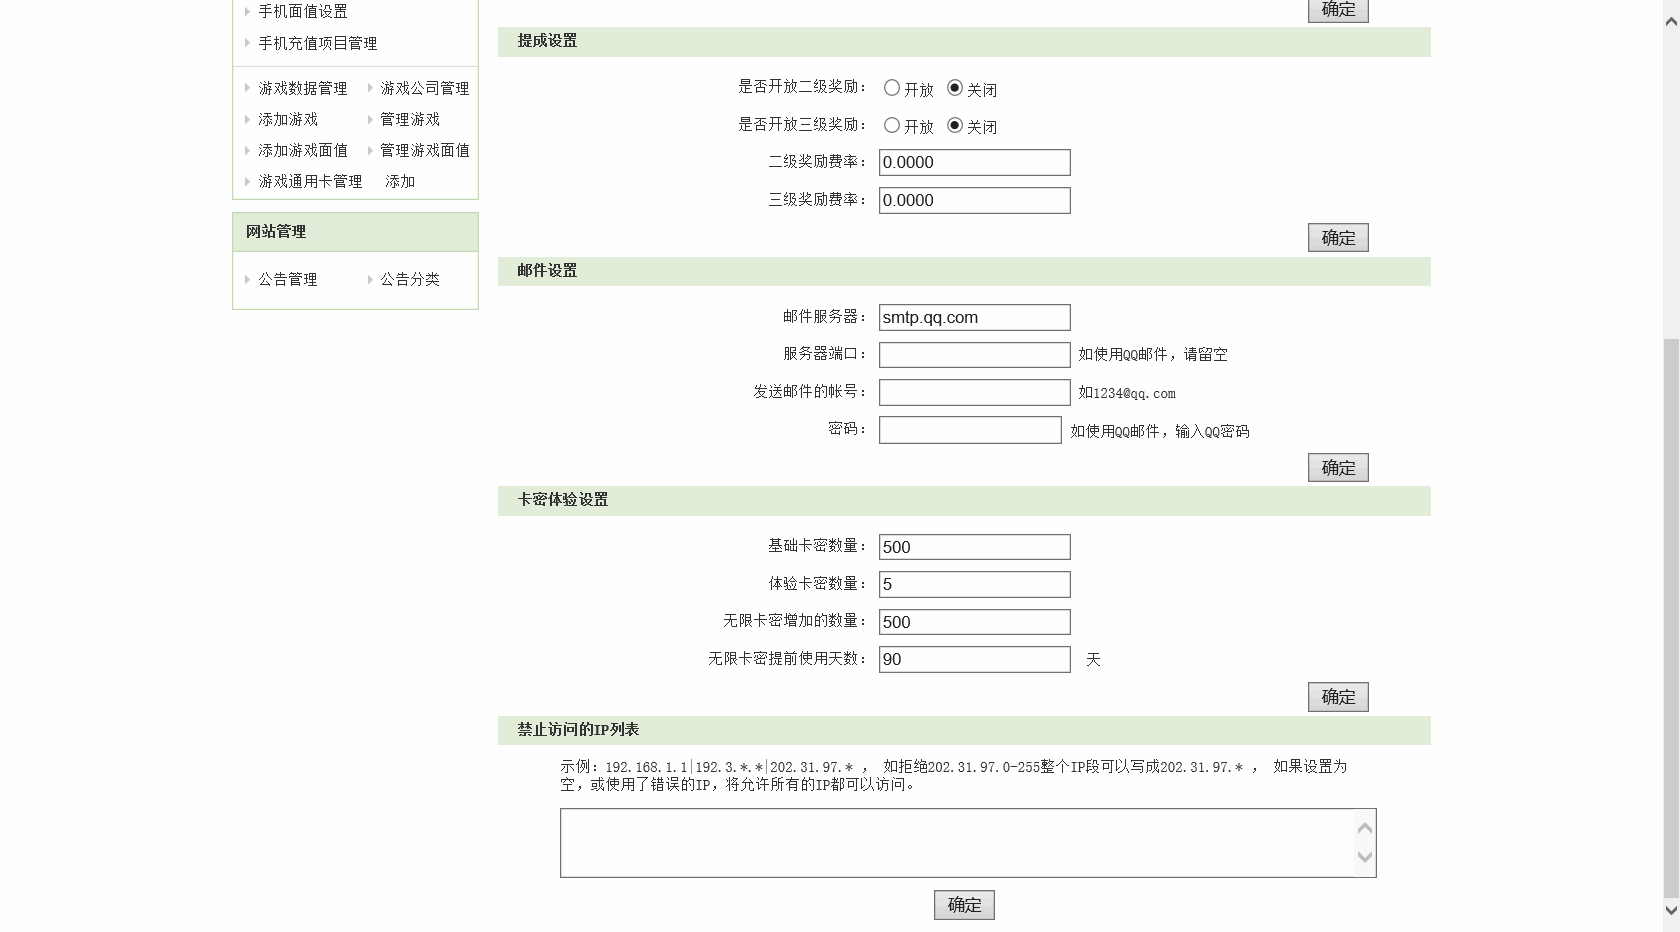 手机面值设置
手机充值项目管理
游戏数据管理 游戏公司管理
添加游戏 管理游戏
添加游戏面值 管理游戏面值
游戏通用卡管理 添加
网站管理
公告管理 公告分类
确定
提成设置
是否开放二级奖励： 开放 关闭
是否开放三级奖励： 开放 关闭
二级奖励费率： 0.0000
三级奖励费率： 0.0000
确定
邮件设置
邮件服务器： smtp.qq.com
服务器端口： 如使用QQ邮件，请留空
发送邮件的帐号： 如1234@qq.com
密码： 如使用QQ邮件，输入QQ密码
确定
卡密体验设置
基础卡密数量： 500
体验卡密数量： 5
无限卡密增加的数量： 500
无限卡密提前使用天数： 90 天
确定
禁止访问的IP列表
示例：192.168.1.1|192.3.*.*|202.31.97.* ， 如拒绝202.31.97.0-255整个IP段可以写成202.31.97.* ， 如果设置为
空，或使用了错误的IP，将允许所有的IP都可以访问。
确定